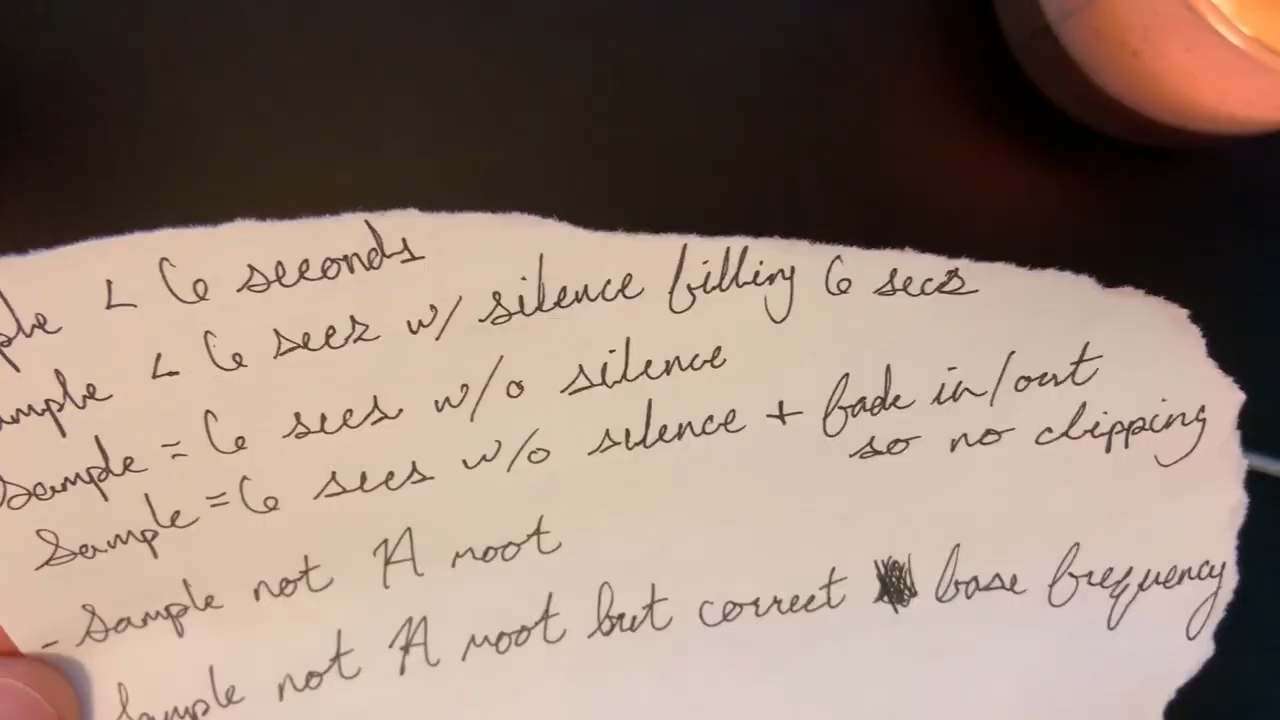 ple < 6 seconds
ample < 6 secs w/ silence filling 6 secs
Sample = 6 secs w/o silence
Sample = 6 secs w/o silence + fade in/out
so no clipping
- Sample not A root
Sample not A root but correct base frequency